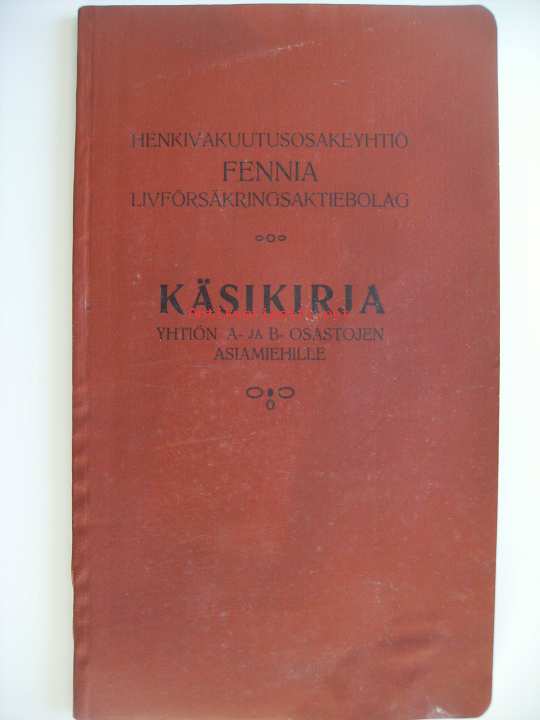 HENKIVAKUUTUSOSAKEYHTIÖ
FENNIA
LIVFÖRSÄKRINGSAKTIEBOLAG
KÄSIKIRJA
YHTIÖN A- JA B- OSASTOJEN
ASIAMIEHILLE